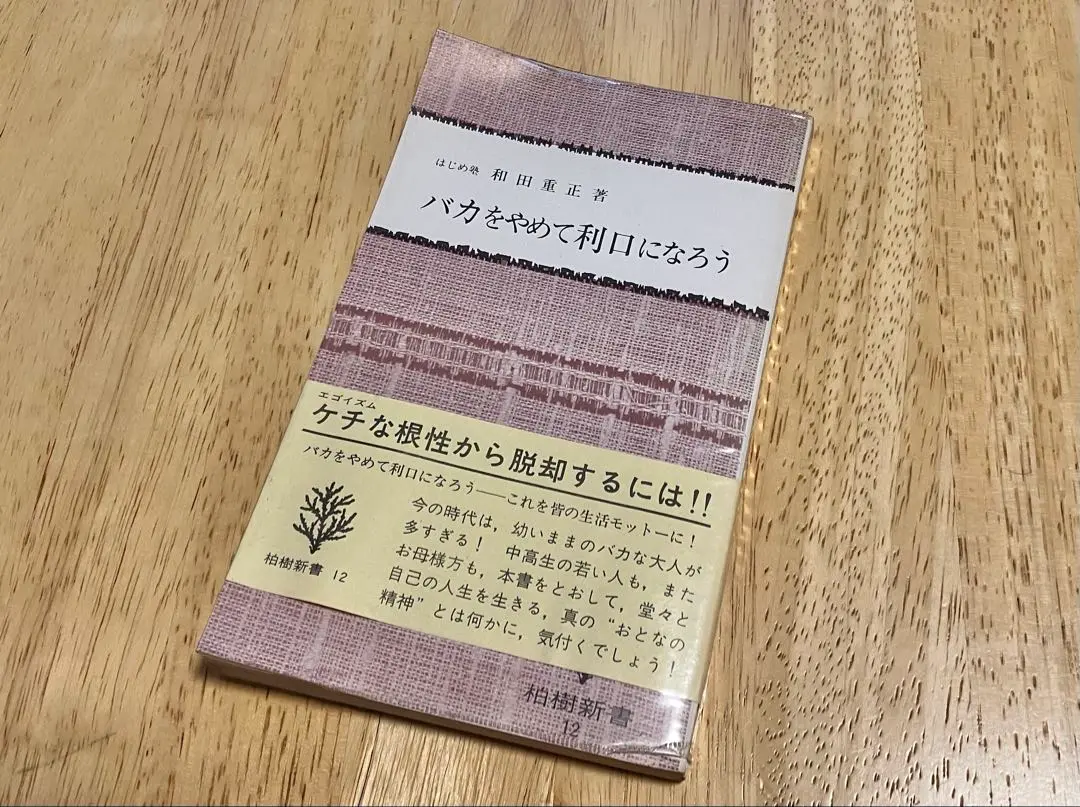 はじめ塾 和田重正著
バカをやめて利口になろう
エゴイズム
ケチな根性から脱却するには!!
バカをやめて利口になろう――これを皆の生活モットーに!
今の時代は,幼いままのバカな大人が
多すぎる! 中高生の若い人も,また
お母様方も,本書をとおして,堂々と
自己の人生を生きる,真の“おとなの
精神”とは何かに,気付くでしょう!
柏樹新書 12
柏樹新書
12